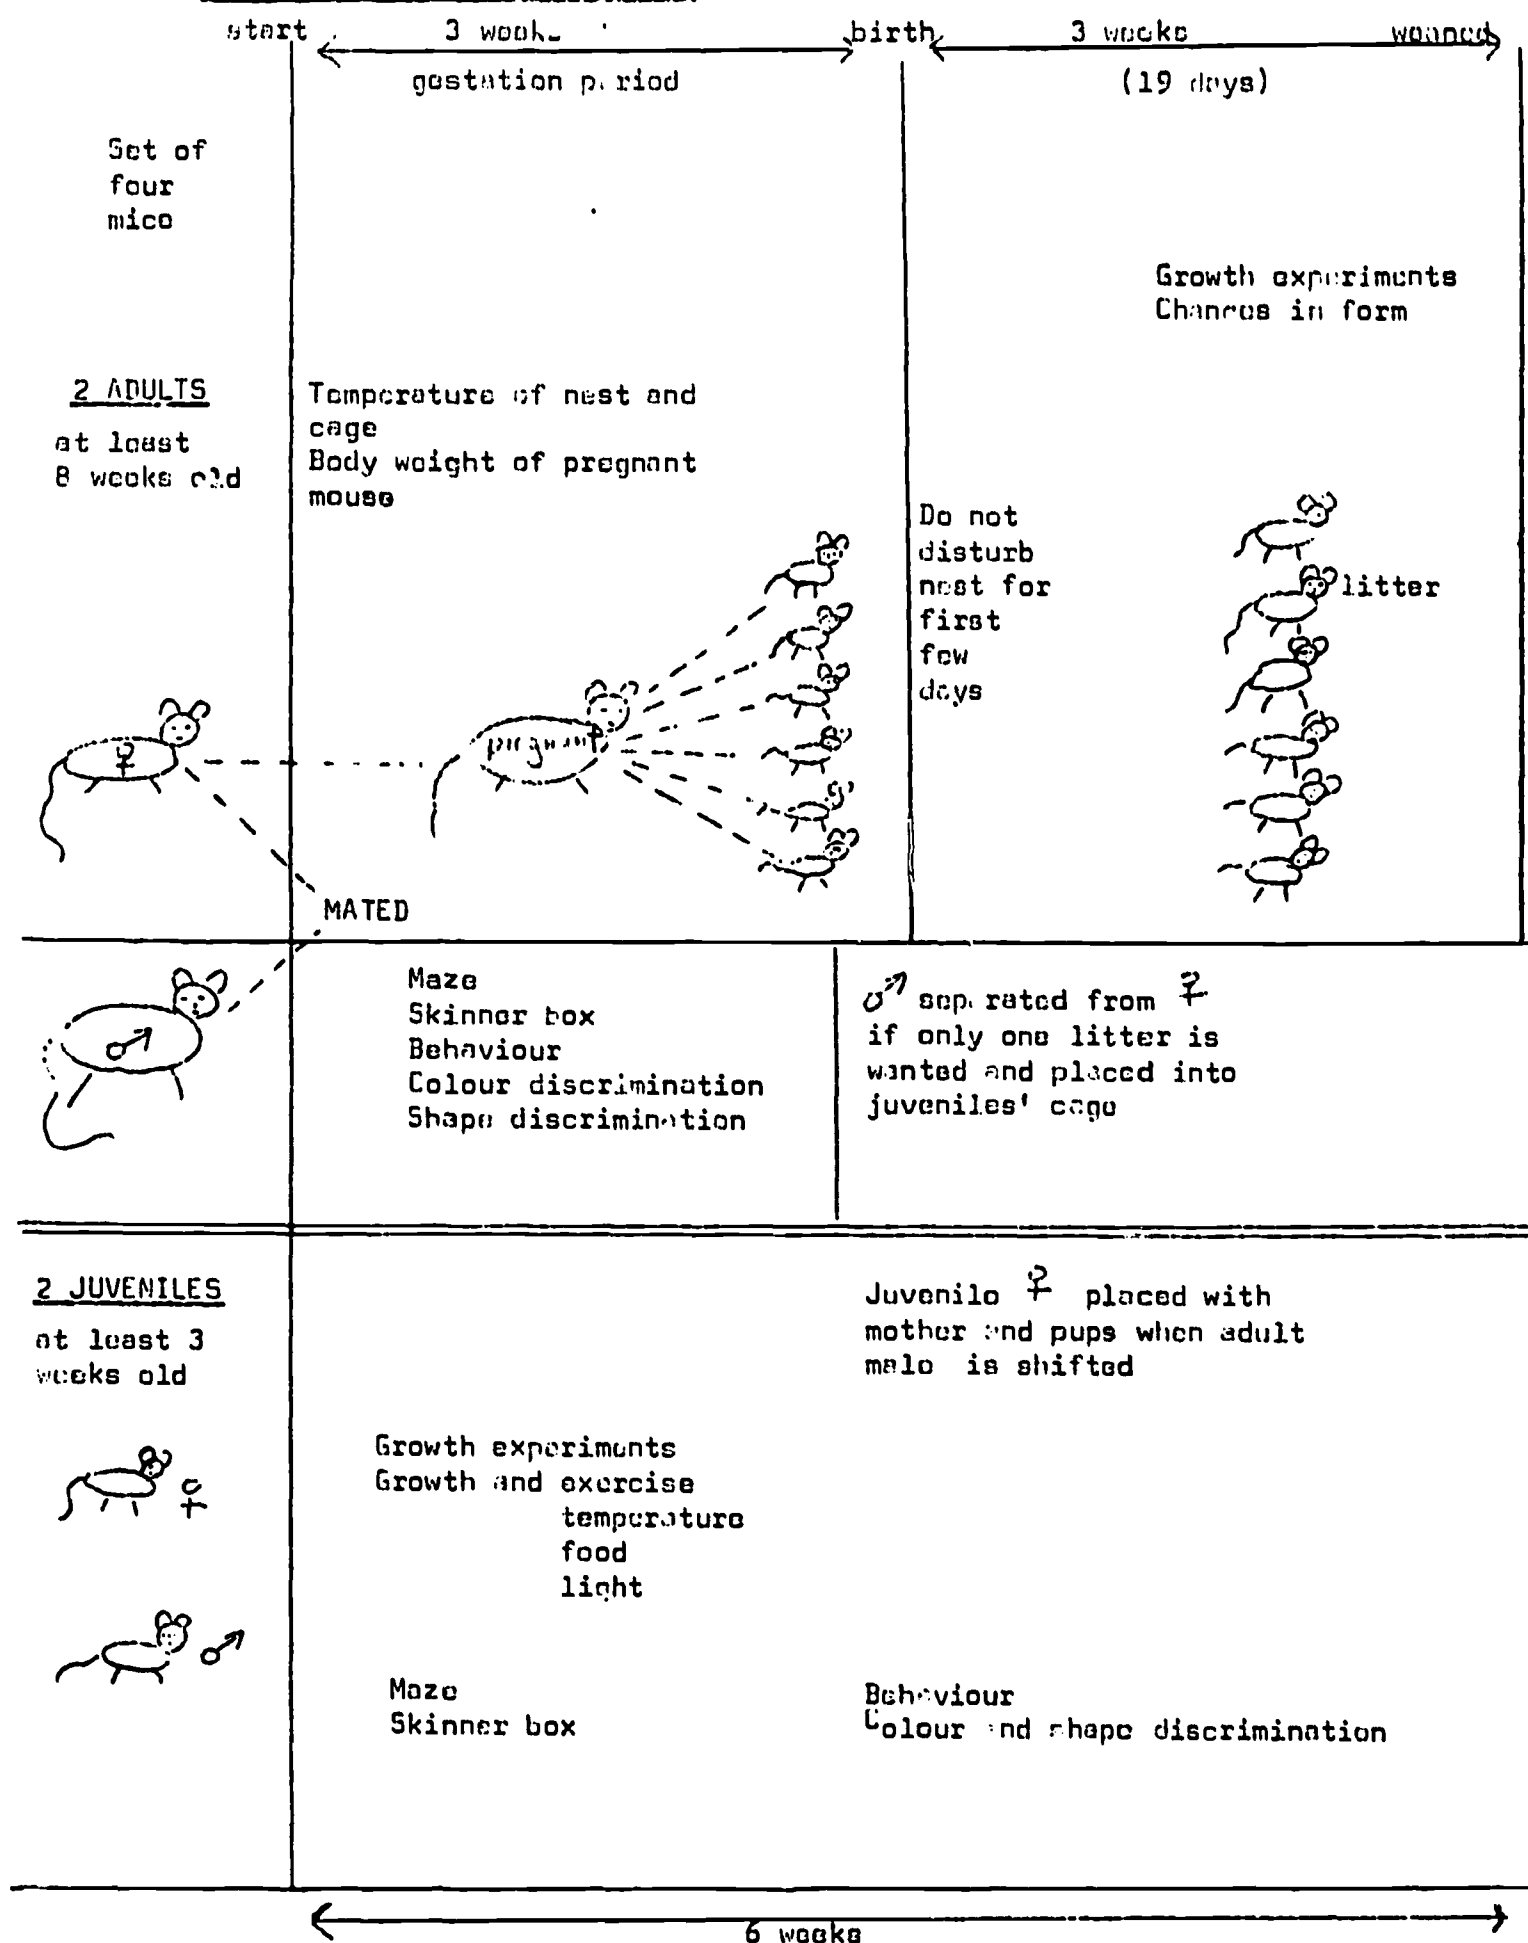 start 3 weeks birth 3 weeks weaned
gestation period (19 days)
Set of
four
mice
Growth experiments
Changes in form
2 ADULTS
at least
8 weeks old
Temperature of nest and
cage
Body weight of pregnant
mouse
Do not
disturb
nest for
first
few
days
litter
♀
pregnant
MATED
♂
Maze
Skinner box
Behaviour
Colour discrimination
Shape discrimination
♂ separated from ♀
if only one litter is
wanted and placed into
juveniles' cage
2 JUVENILES
at least 3
weeks old
♀
♂
Juvenile ♀ placed with
mother and pups when adult
male is shifted
Growth experiments
Growth and exercise
temperature
food
light
Maze
Skinner box
Behaviour
Colour and shape discrimination
6 weeks